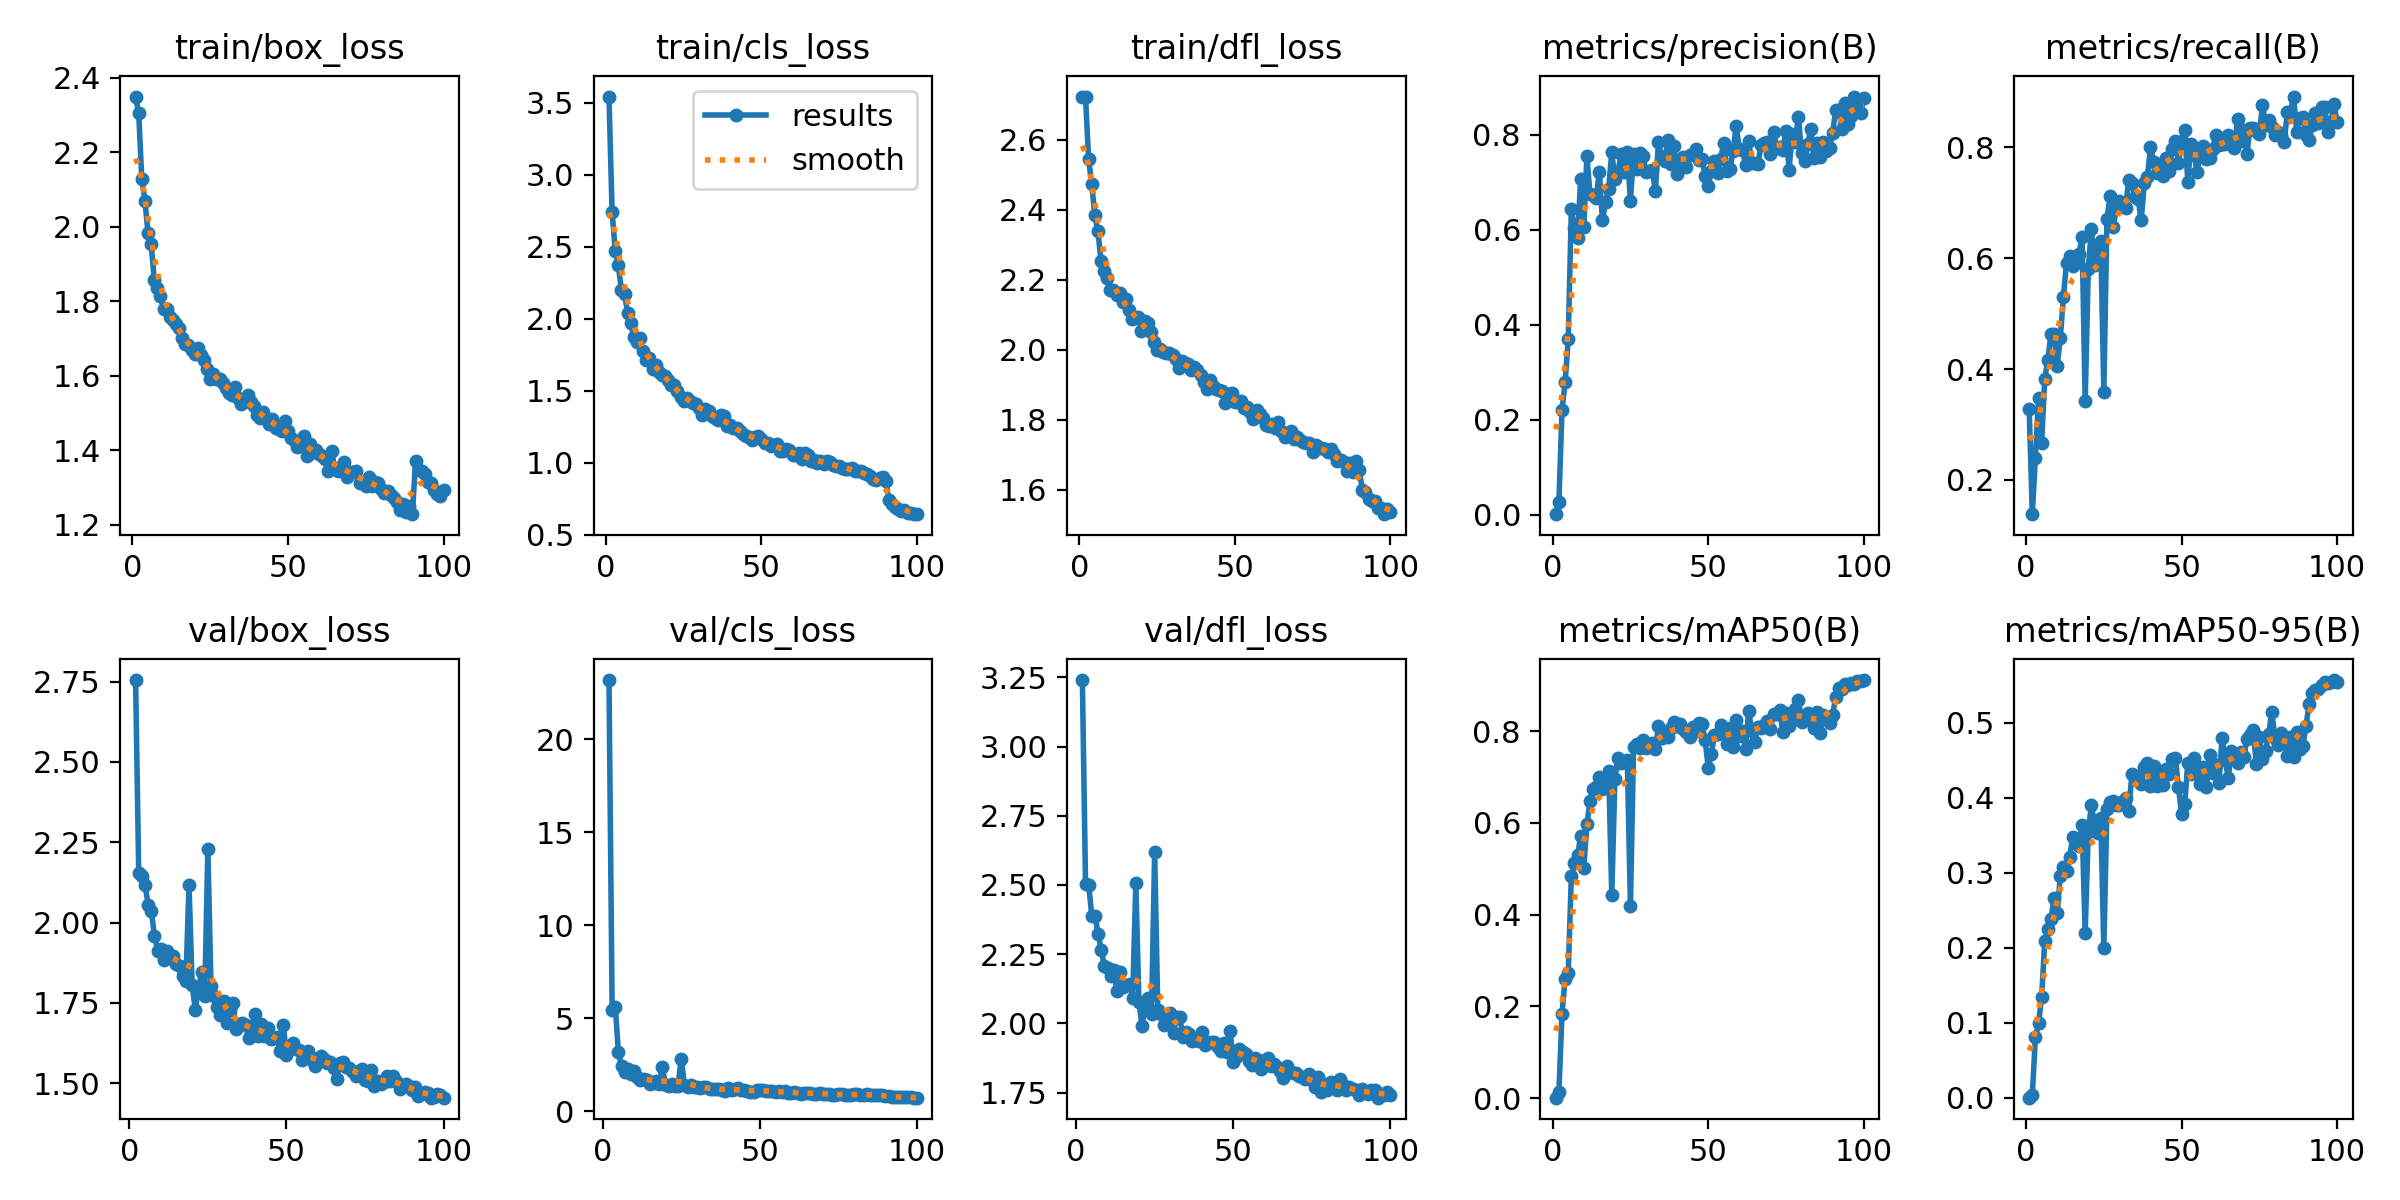 train/box_loss
2.4
2.2
2.0
1.8
1.6
1.4
1.2
0 50 100
train/cls_loss
results
smooth
3.5
3.0
2.5
2.0
1.5
1.0
0.5
0 50 100
train/dfl_loss
2.6
2.4
2.2
2.0
1.8
1.6
0 50 100
metrics/precision(B)
0.8
0.6
0.4
0.2
0.0
0 50 100
metrics/recall(B)
0.8
0.6
0.4
0.2
0 50 100
val/box_loss
2.75
2.50
2.25
2.00
1.75
1.50
0 50 100
val/cls_loss
20
15
10
5
0
0 50 100
val/dfl_loss
3.25
3.00
2.75
2.50
2.25
2.00
1.75
0 50 100
metrics/mAP50(B)
0.8
0.6
0.4
0.2
0.0
0 50 100
metrics/mAP50-95(B)
0.5
0.4
0.3
0.2
0.1
0.0
0 50 100